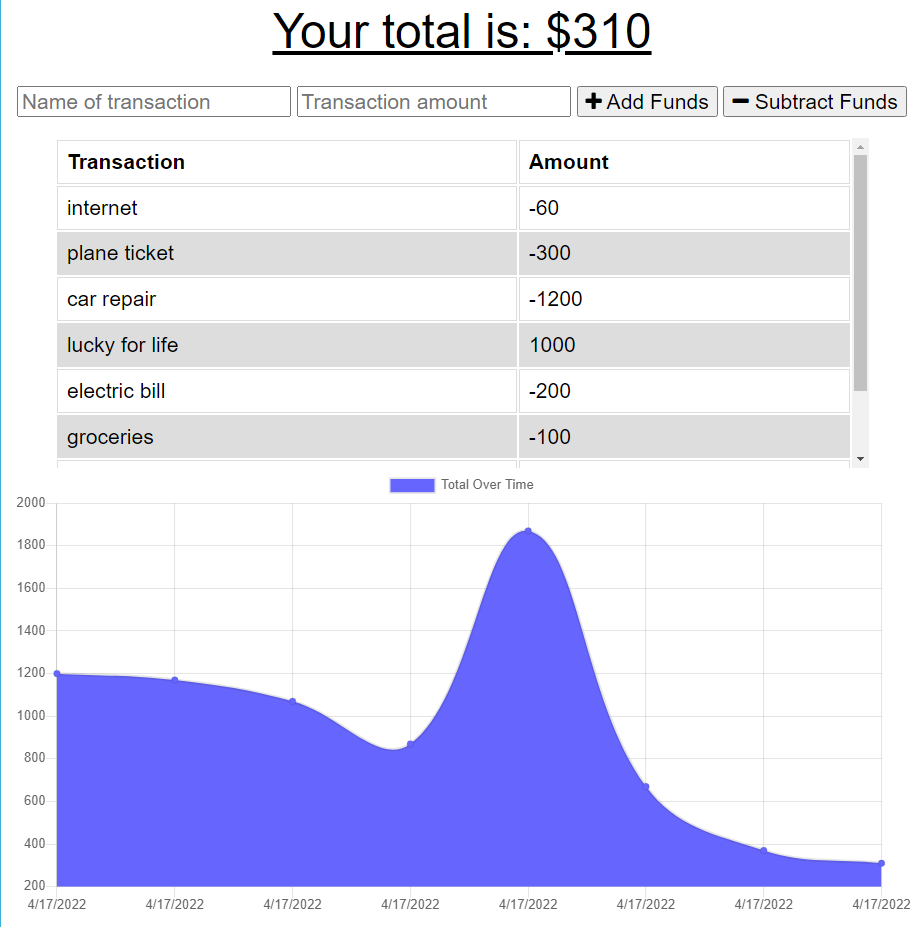 Your total is: $310
Name of transaction Transaction amount Add Funds Subtract Funds
Transaction Amount
internet -60
plane ticket -300
car repair -1200
lucky for life 1000
electric bill -200
groceries -100
Total Over Time
2000
1800
1600
1400
1200
1000
800
600
400
200
4/17/2022 4/17/2022 4/17/2022 4/17/2022 4/17/2022 4/17/2022 4/17/2022 4/17/2022